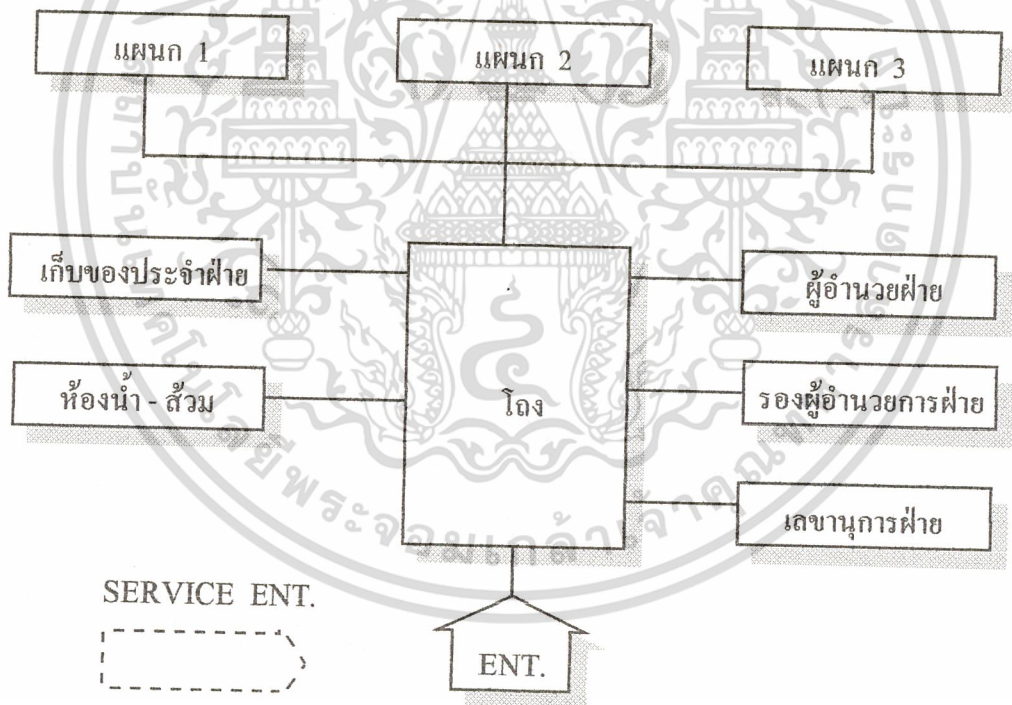 แผนก 1
แผนก 2
แผนก 3
เก็บของประจำฝ่าย
ผู้อำนวยฝ่าย
ห้องน้ำ - ส้วม
โถง
รองผู้อำนวยการฝ่าย
เลขานุการฝ่าย
SERVICE ENT.
ENT.